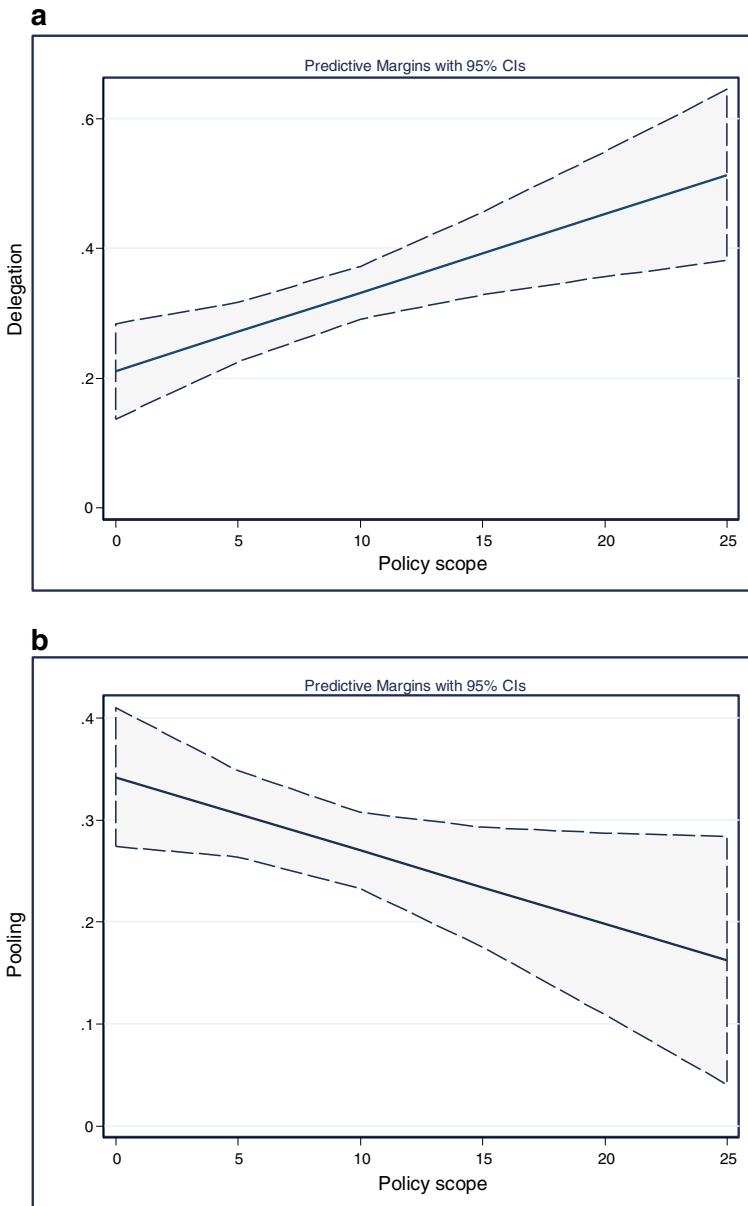 a
Predictive Margins with 95% CIs
Delegation
.6
.4
.2
0
0 5 10 15 20 25
Policy scope
b
Predictive Margins with 95% CIs
Pooling
.4
.3
.2
.1
0
0 5 10 15 20 25
Policy scope